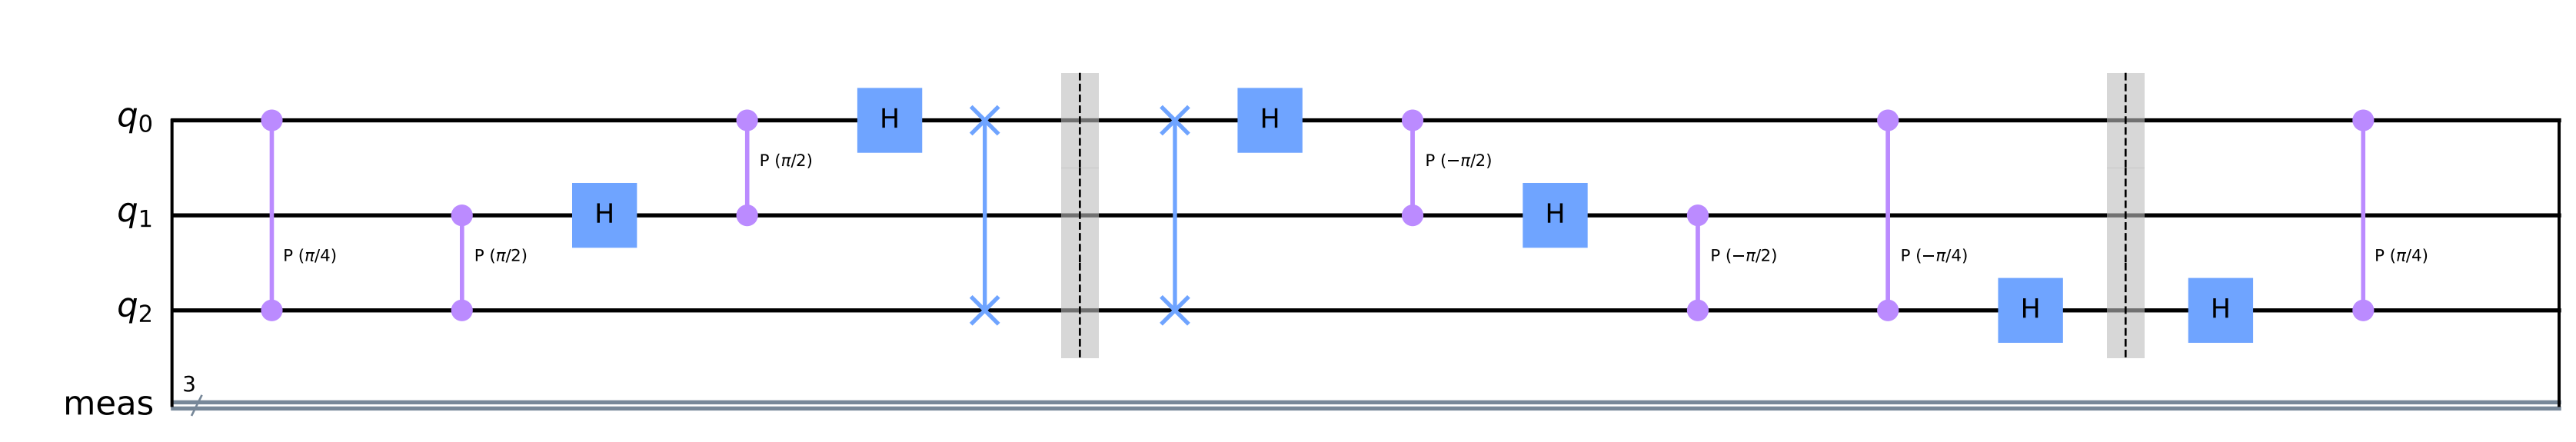 q0 H H
P (π/2) P (−π/2)
q1 H H
P (π/4) P (π/2) P (−π/2) P (−π/4) P (π/4)
q2 H H
3
meas